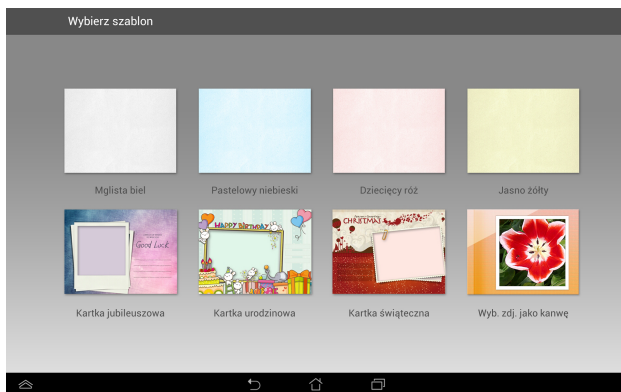 Wybierz szablon
Mglista biel
Pastelowy niebieski
Dziecięcy róż
Jasno żółty
Good Luck
HAPPY BIRTHDAY
CHRISTMAS
Kartka jubileuszowa
Kartka urodzinowa
Kartka świąteczna
Wyb. zdj. jako kanwę